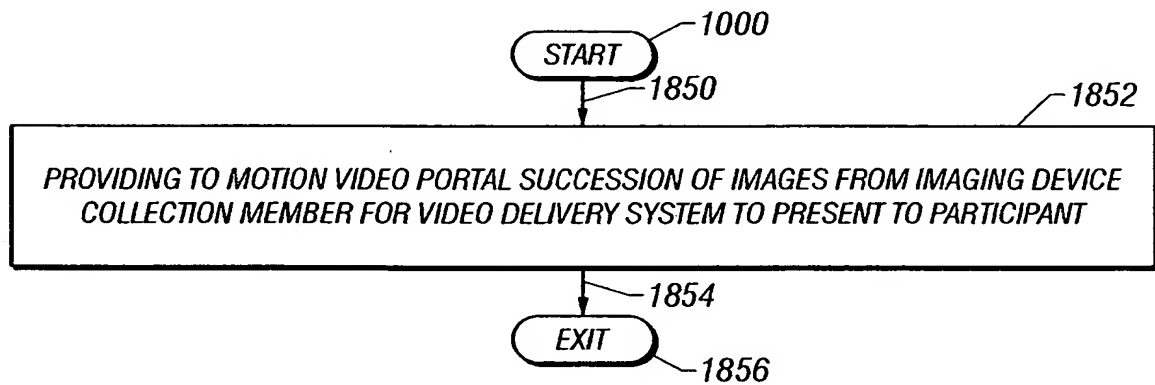 1000
START
1850
1852
PROVIDING TO MOTION VIDEO PORTAL SUCCESSION OF IMAGES FROM IMAGING DEVICE
COLLECTION MEMBER FOR VIDEO DELIVERY SYSTEM TO PRESENT TO PARTICIPANT
1854
EXIT
1856